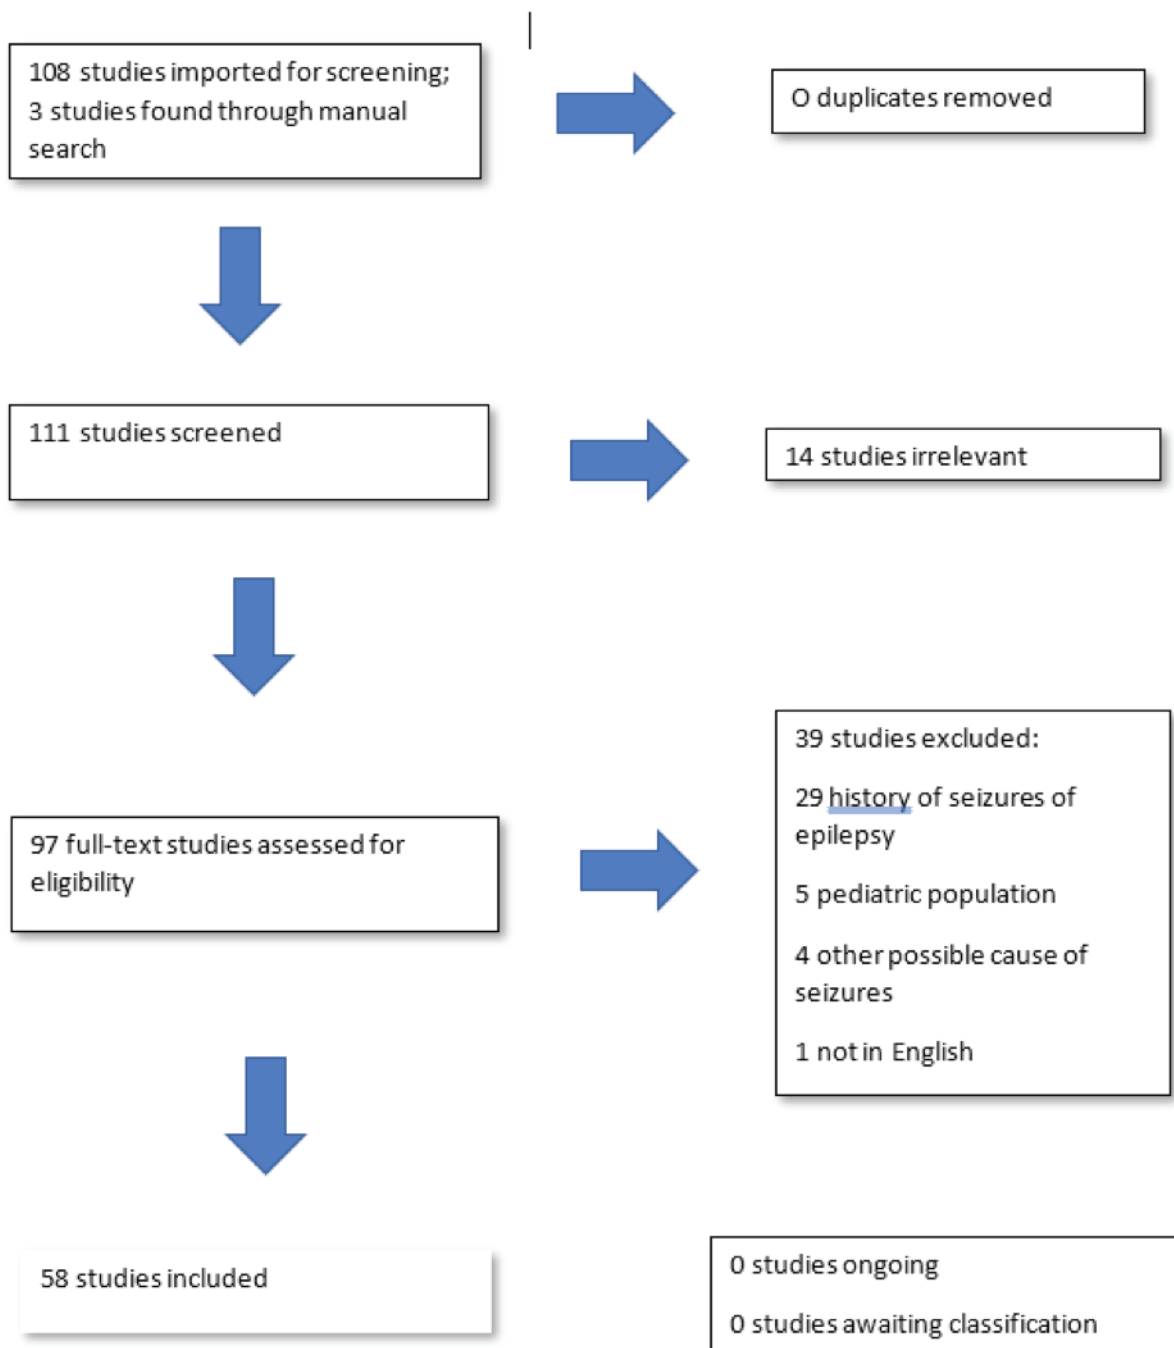 108 studies imported for screening;
3 studies found through manual
search
O duplicates removed
111 studies screened
14 studies irrelevant
97 full-text studies assessed for
eligibility
39 studies excluded:
29 history of seizures of
epilepsy
5 pediatric population
4 other possible cause of
seizures
1 not in English
58 studies included
0 studies ongoing
0 studies awaiting classification